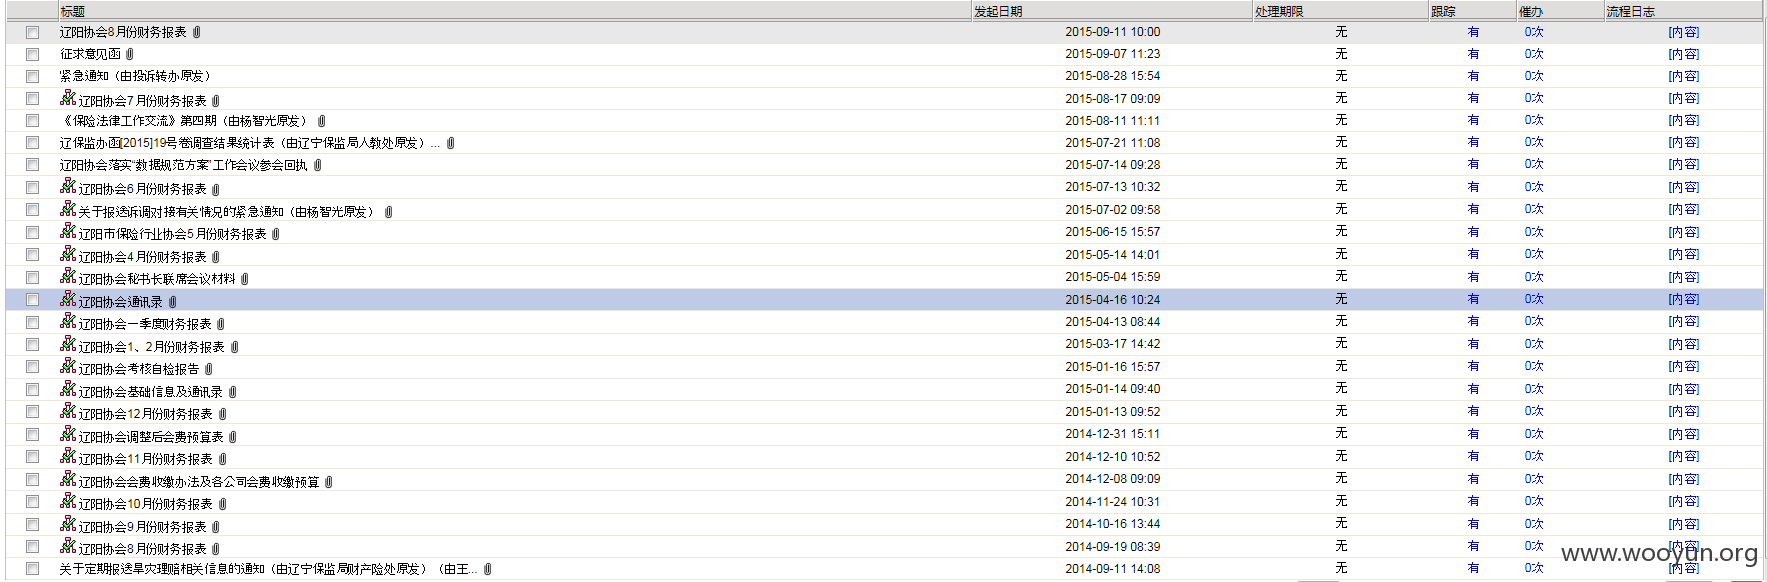 标题 发起日期 处理期限 跟踪 催办 流程日志
辽阳协会8月份财务报表 2015-09-11 10:00 无 有 0次 [内容]
征求意见函 2015-09-07 11:23 无 有 0次 [内容]
紧急通知（由投诉转办原发） 2015-08-28 15:54 无 有 0次 [内容]
辽阳协会7月份财务报表 2015-08-17 09:09 无 有 0次 [内容]
《保险法律工作交流》第四期（由杨智光原发） 2015-08-11 11:11 无 有 0次 [内容]
辽保监办函[2015]19号卷调查结果统计表（由辽宁保监局人教处原发）... 2015-07-21 11:08 无 有 0次 [内容]
辽阳协会落实“数据规范方案”工作会议参会回执 2015-07-14 09:28 无 有 0次 [内容]
辽阳协会6月份财务报表 2015-07-13 10:32 无 有 0次 [内容]
关于报送诉调对接有关情况的紧急通知（由杨智光原发） 2015-07-02 09:58 无 有 0次 [内容]
辽阳市保险行业协会5月份财务报表 2015-06-15 15:57 无 有 0次 [内容]
辽阳协会4月份财务报表 2015-05-14 14:01 无 有 0次 [内容]
辽阳协会秘书长联席会议材料 2015-05-04 15:59 无 有 0次 [内容]
辽阳协会通讯录 2015-04-16 10:24 无 有 0次 [内容]
辽阳协会一季度财务报表 2015-04-13 08:44 无 有 0次 [内容]
辽阳协会1、2月份财务报表 2015-03-17 14:42 无 有 0次 [内容]
辽阳协会考核自检报告 2015-01-16 15:57 无 有 0次 [内容]
辽阳协会基础信息及通讯录 2015-01-14 09:40 无 有 0次 [内容]
辽阳协会12月份财务报表 2015-01-13 09:52 无 有 0次 [内容]
辽阳协会调整后会费预算表 2014-12-31 15:11 无 有 0次 [内容]
辽阳协会11月份财务报表 2014-12-10 10:52 无 有 0次 [内容]
辽阳协会会费收缴办法及各公司会费收缴预算 2014-12-08 09:09 无 有 0次 [内容]
辽阳协会10月份财务报表 2014-11-24 10:31 无 有 0次 [内容]
辽阳协会9月份财务报表 2014-10-16 13:44 无 有 0次 [内容]
辽阳协会8月份财务报表 2014-09-19 08:39 无 有 0次 [内容]
关于定期报送旱灾理赔相关信息的通知（由辽宁保监局财产险处原发）（由王... 2014-09-11 14:08 无 有 0次 [内容]
www.wooyun.org